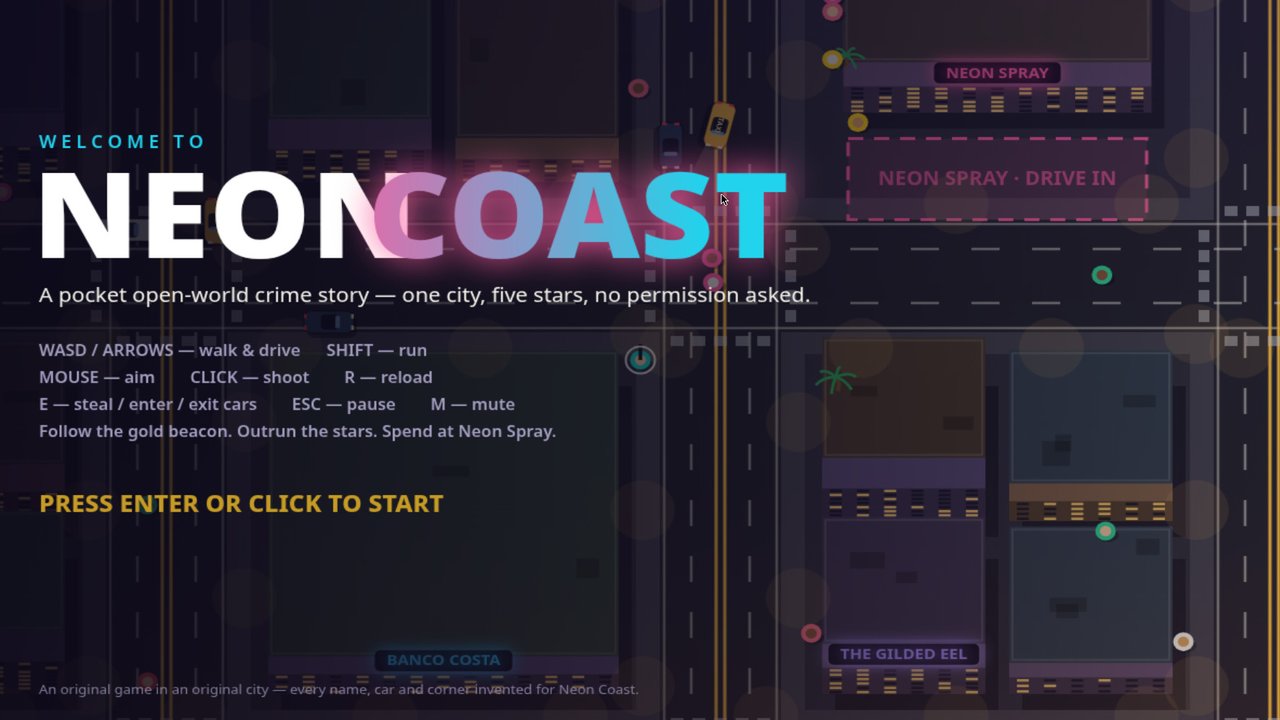 NEON SPRAY
TAXI
WELCOME TO
NEON COAST
NEON SPRAY · DRIVE IN
A pocket open-world crime story — one city, five stars, no permission asked.
WASD / ARROWS — walk & drive SHIFT — run
MOUSE — aim CLICK — shoot R — reload
E — steal / enter / exit cars ESC — pause M — mute
Follow the gold beacon. Outrun the stars. Spend at Neon Spray.
PRESS ENTER OR CLICK TO START
BANCO COSTA
THE GILDED EEL
An original game in an original city — every name, car and corner invented for Neon Coast.